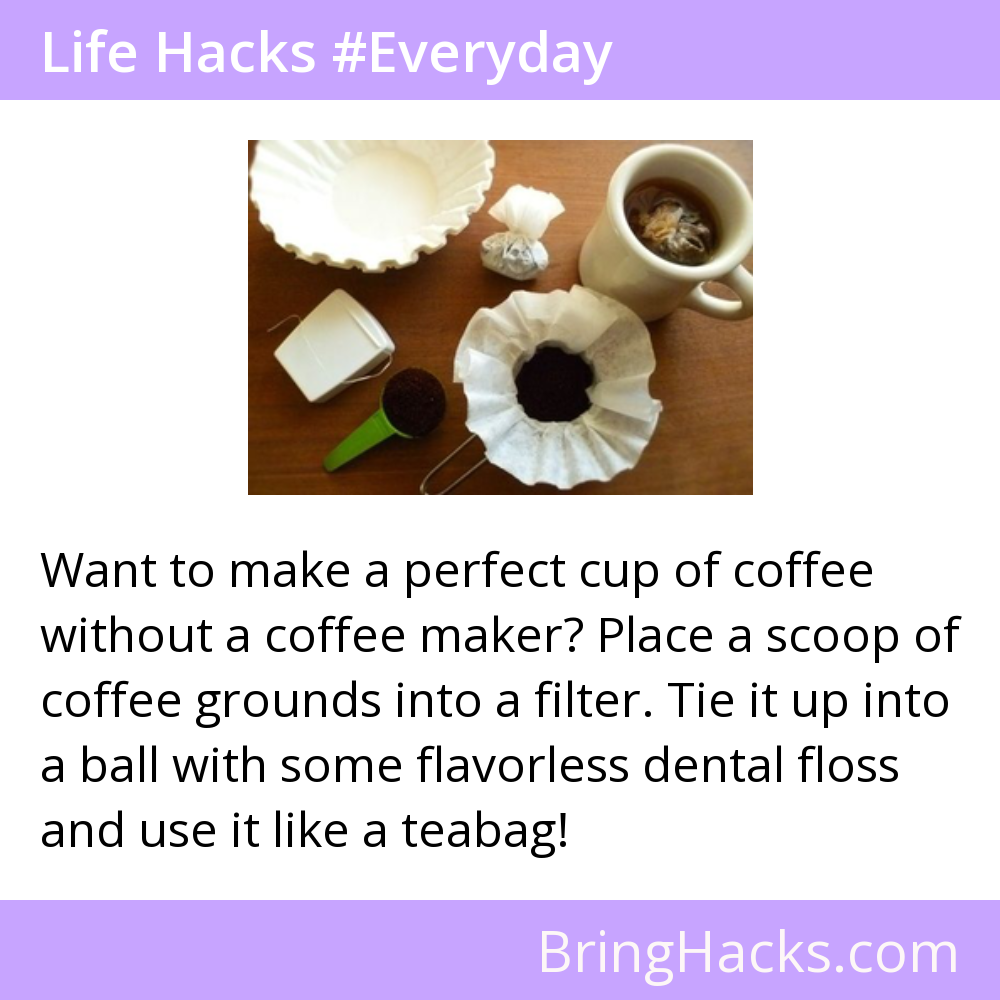 Life Hacks #Everyday
Want to make a perfect cup of coffee
without a coffee maker? Place a scoop of
coffee grounds into a filter. Tie it up into
a ball with some flavorless dental floss
and use it like a teabag!
BringHacks.com